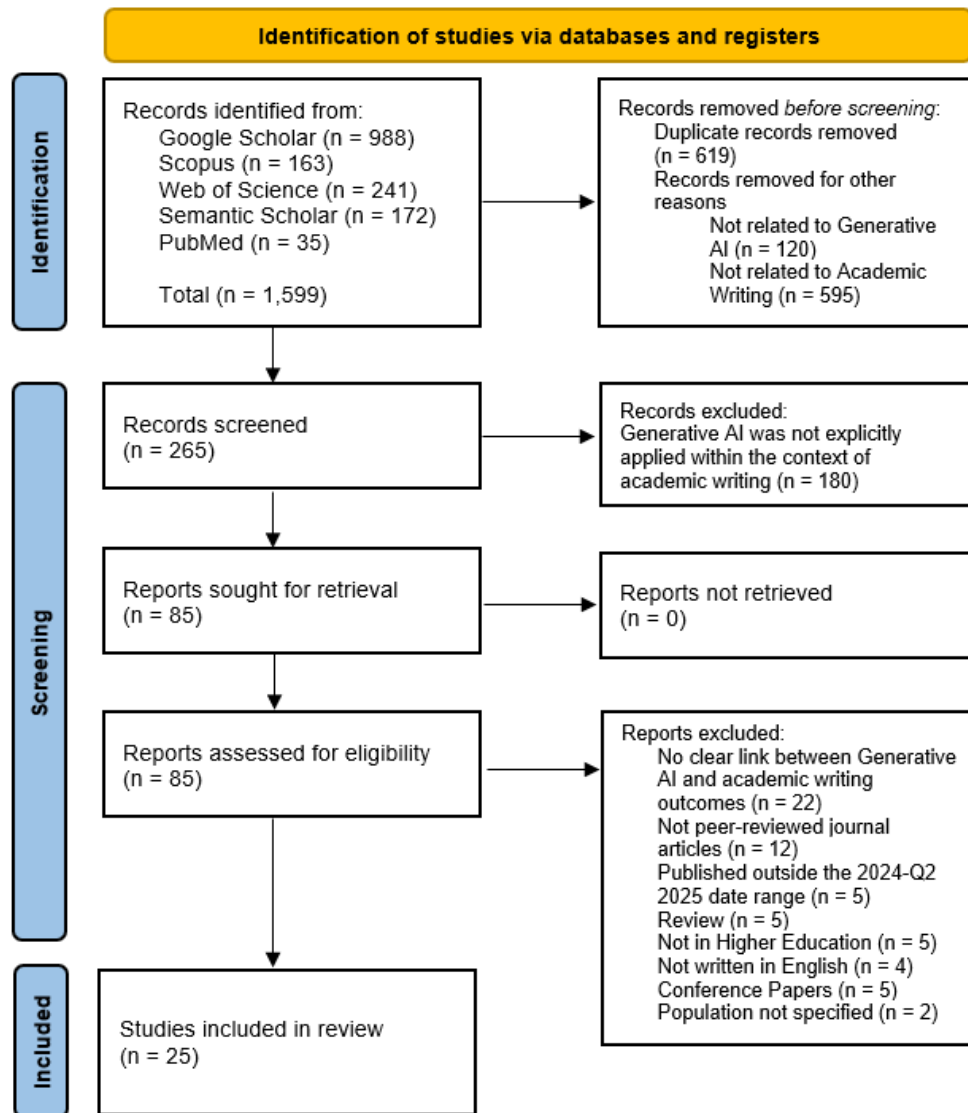 Identification of studies via databases and registers
Identification
Records identified from:
Google Scholar (n = 988)
Scopus (n = 163)
Web of Science (n = 241)
Semantic Scholar (n = 172)
PubMed (n = 35)
Total (n = 1,599)
Records removed before screening:
Duplicate records removed
(n = 619)
Records removed for other
reasons
Not related to Generative
AI (n = 120)
Not related to Academic
Writing (n = 595)
Screening
Records screened
(n = 265)
Records excluded:
Generative AI was not explicitly
applied within the context of
academic writing (n = 180)
Reports sought for retrieval
(n = 85)
Reports not retrieved
(n = 0)
Reports assessed for eligibility
(n = 85)
Reports excluded:
No clear link between Generative
AI and academic writing
outcomes (n = 22)
Not peer-reviewed journal
articles (n = 12)
Published outside the 2024-Q2
2025 date range (n = 5)
Review (n = 5)
Not in Higher Education (n = 5)
Not written in English (n = 4)
Conference Papers (n = 5)
Population not specified (n = 2)
Included
Studies included in review
(n = 25)